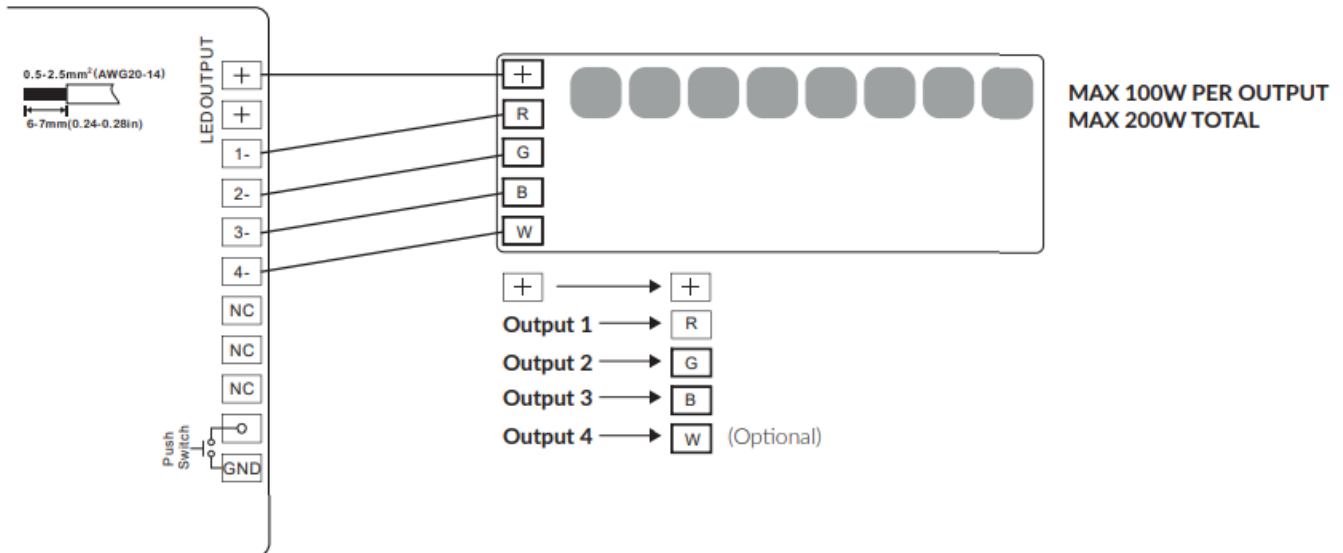 0.5-2.5mm²(AWG20-14)
6-7mm(0.24-0.28in)
LEDOUTPUT
+
+
1-
2-
3-
4-
NC
NC
NC
Push
Switch
GND
+
R
G
B
W
MAX 100W PER OUTPUT
MAX 200W TOTAL
+ +
Output 1 R
Output 2 G
Output 3 B
Output 4 W (Optional)